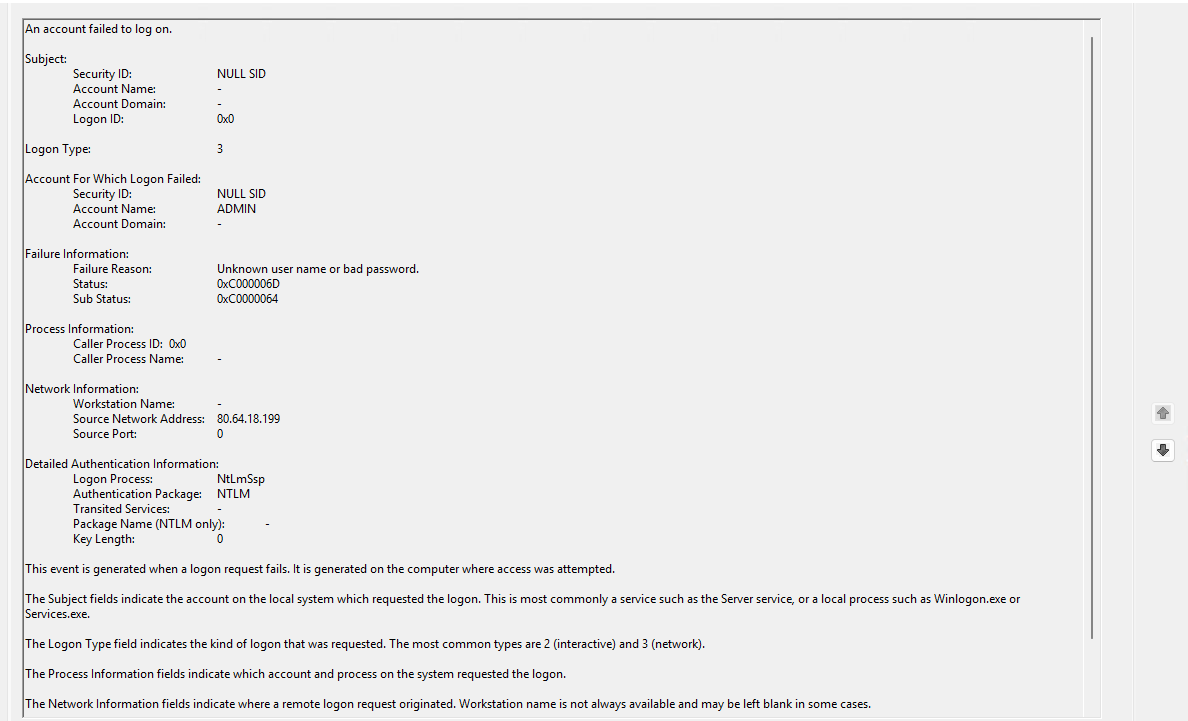 An account failed to log on.
Subject:
Security ID: NULL SID
Account Name: -
Account Domain: -
Logon ID: 0x0
Logon Type: 3
Account For Which Logon Failed:
Security ID: NULL SID
Account Name: ADMIN
Account Domain: -
Failure Information:
Failure Reason: Unknown user name or bad password.
Status: 0xC000006D
Sub Status: 0xC0000064
Process Information:
Caller Process ID: 0x0
Caller Process Name: -
Network Information:
Workstation Name: -
Source Network Address: 80.64.18.199
Source Port: 0
Detailed Authentication Information:
Logon Process: NtLmSsp
Authentication Package: NTLM
Transited Services: -
Package Name (NTLM only): -
Key Length: 0
This event is generated when a logon request fails. It is generated on the computer where access was attempted.
The Subject fields indicate the account on the local system which requested the logon. This is most commonly a service such as the Server service, or a local process such as Winlogon.exe or
Services.exe.
The Logon Type field indicates the kind of logon that was requested. The most common types are 2 (interactive) and 3 (network).
The Process Information fields indicate which account and process on the system requested the logon.
The Network Information fields indicate where a remote logon request originated. Workstation name is not always available and may be left blank in some cases.